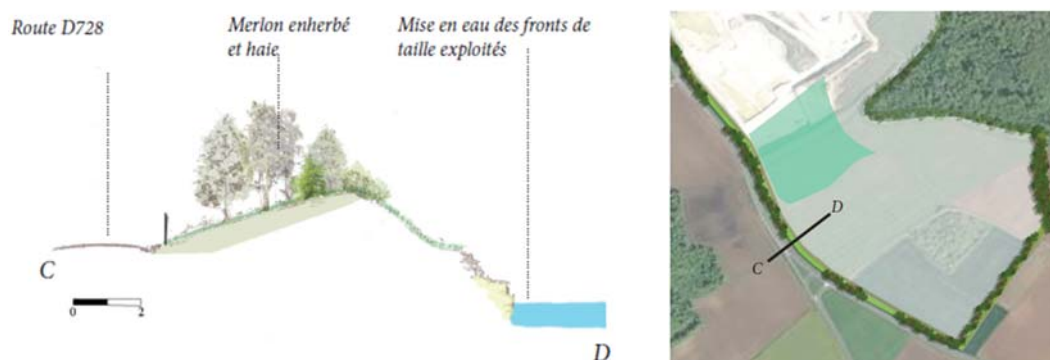 Route D728
Merlon enherbé
et haie
Mise en eau des fronts de
taille exploités
C
0
2
D
D
C